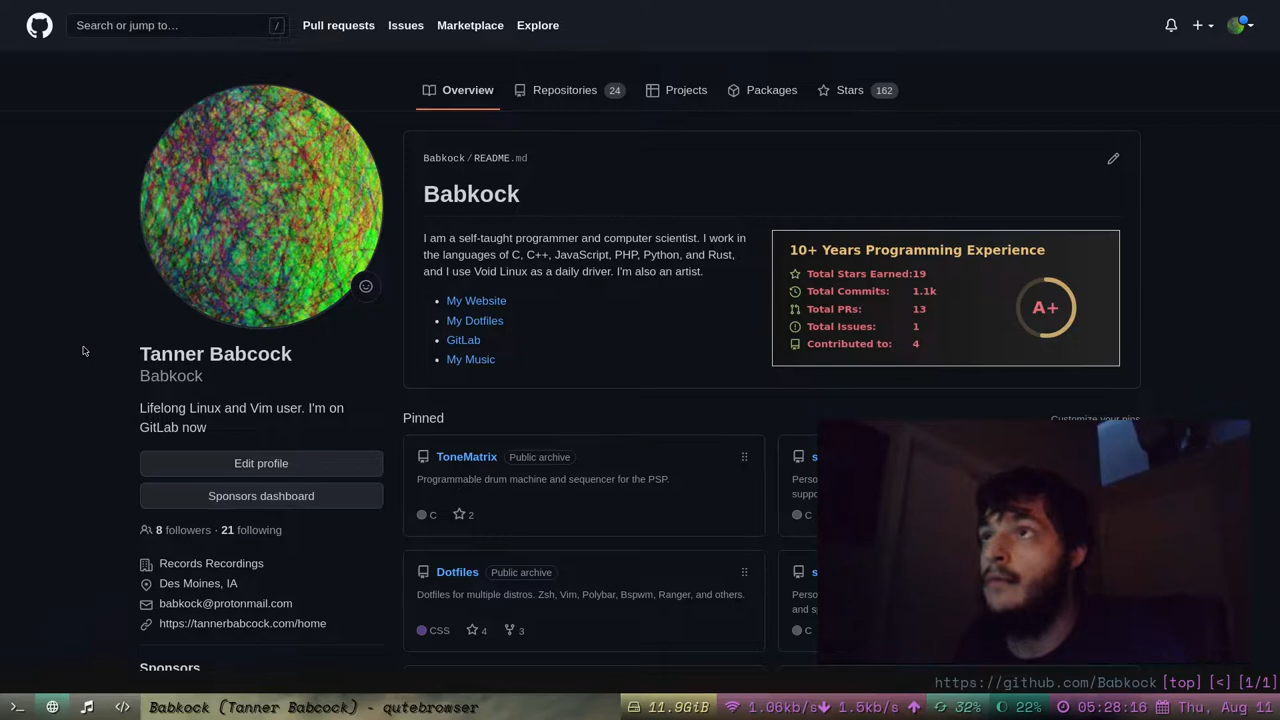 Search or jump to…
/
Pull requests
Issues
Marketplace
Explore
Overview
Repositories 24
Projects
Packages
Stars 162
Babkock/README.md
Babkock
I am a self-taught programmer and computer scientist. I work in
the languages of C, C++, JavaScript, PHP, Python, and Rust,
and I use Void Linux as a daily driver. I'm also an artist.
My Website
My Dotfiles
GitLab
My Music
10+ Years Programming Experience
Total Stars Earned:19
Total Commits: 1.1k
Total PRs: 13
Total Issues: 1
Contributed to: 4
A+
Tanner Babcock
Babkock
Lifelong Linux and Vim user. I'm on
GitLab now
Edit profile
Sponsors dashboard
8 followers · 21 following
Records Recordings
Des Moines, IA
babkock@protonmail.com
https://tannerbabcock.com/home
Sponsors
Pinned
Customize your pins
ToneMatrix Public archive
Programmable drum machine and sequencer for the PSP.
C 2
s
Perso
suppo
C
Dotfiles Public archive
Dotfiles for multiple distros. Zsh, Vim, Polybar, Bspwm, Ranger, and others.
CSS 4 3
s
Perso
and s
C
https://github.com/Babkock [top] [<] [1/1]
Babkock (Tanner Babcock) - qutebrowser
11.9GiB
1.06kb/s 1.5kb/s
32%
22%
05:28:16
Thu, Aug 11